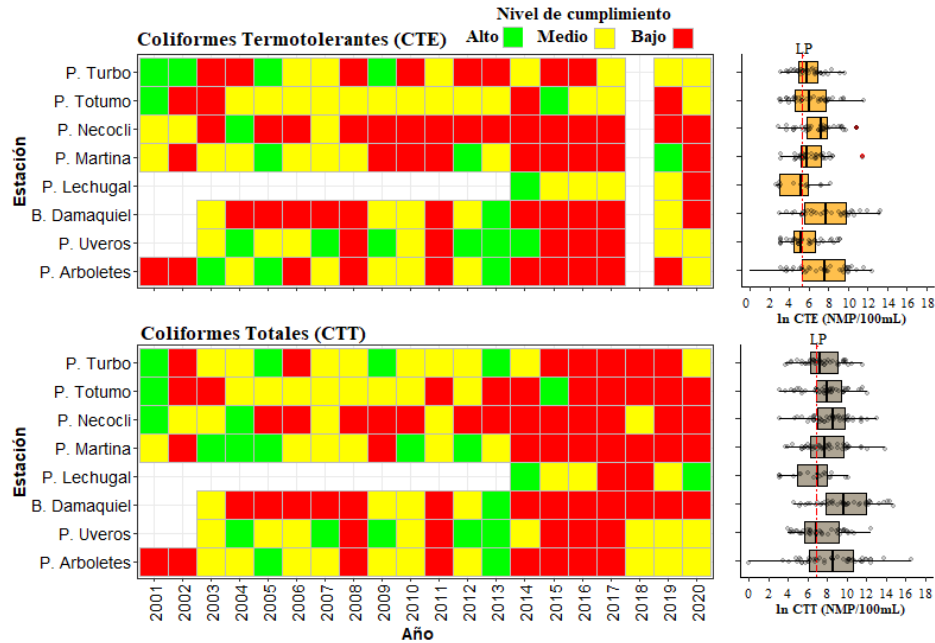 Nivel de cumplimiento
Coliformes Termotolerantes (CTE) Alto Medio Bajo
P. Turbo
P. Totumo
P. Necocli
P. Martina
P. Lechugal
B. Damaquiel
P. Uveros
P. Arboletes
Estación
LP
0 2 4 6 8 10 12 14 16 18
ln CTE (NMP/100mL)
Coliformes Totales (CTT)
P. Turbo
P. Totumo
P. Necocli
P. Martina
P. Lechugal
B. Damaquiel
P. Uveros
P. Arboletes
Estación
2001 2002 2003 2004 2005 2006 2007 2008 2009 2010 2011 2012 2013 2014 2015 2016 2017 2018 2019 2020
Año
LP
0 2 4 6 8 10 12 14 16 18
ln CTT (NMP/100mL)